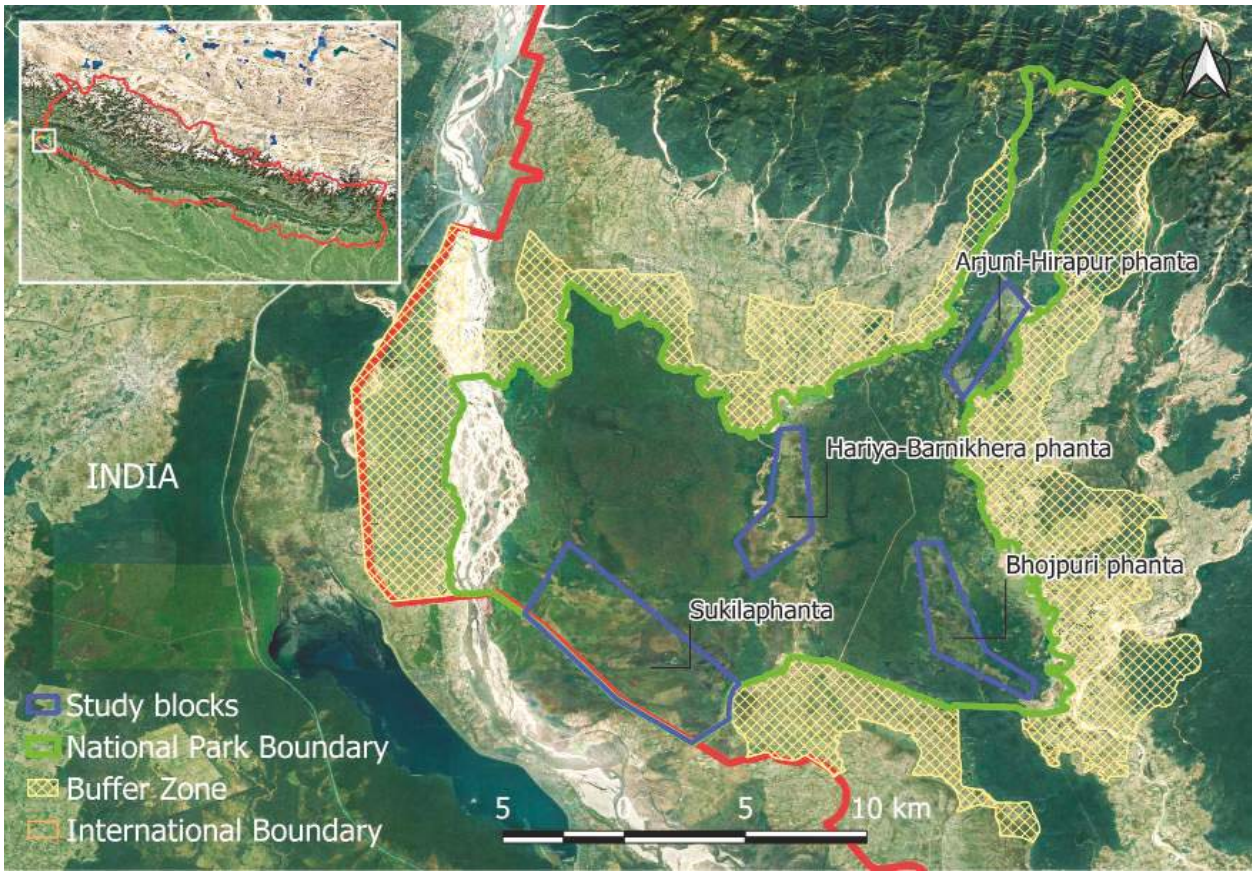 N
Arjuni-Hirapur phanta
Hariya-Barnikhera phanta
INDIA
Bhojpuri phanta
Sukilaphanta
Study blocks
National Park Boundary
Buffer Zone
International Boundary
5 0 5 10 km